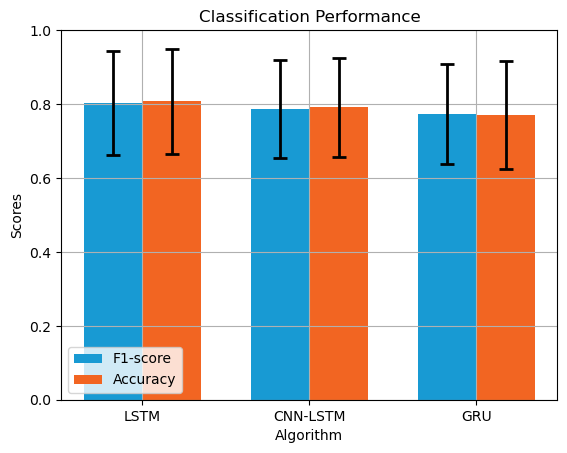 Classification Performance
Scores
1.0
0.8
0.6
0.4
0.2
0.0
F1-score
Accuracy
LSTM CNN-LSTM GRU
Algorithm